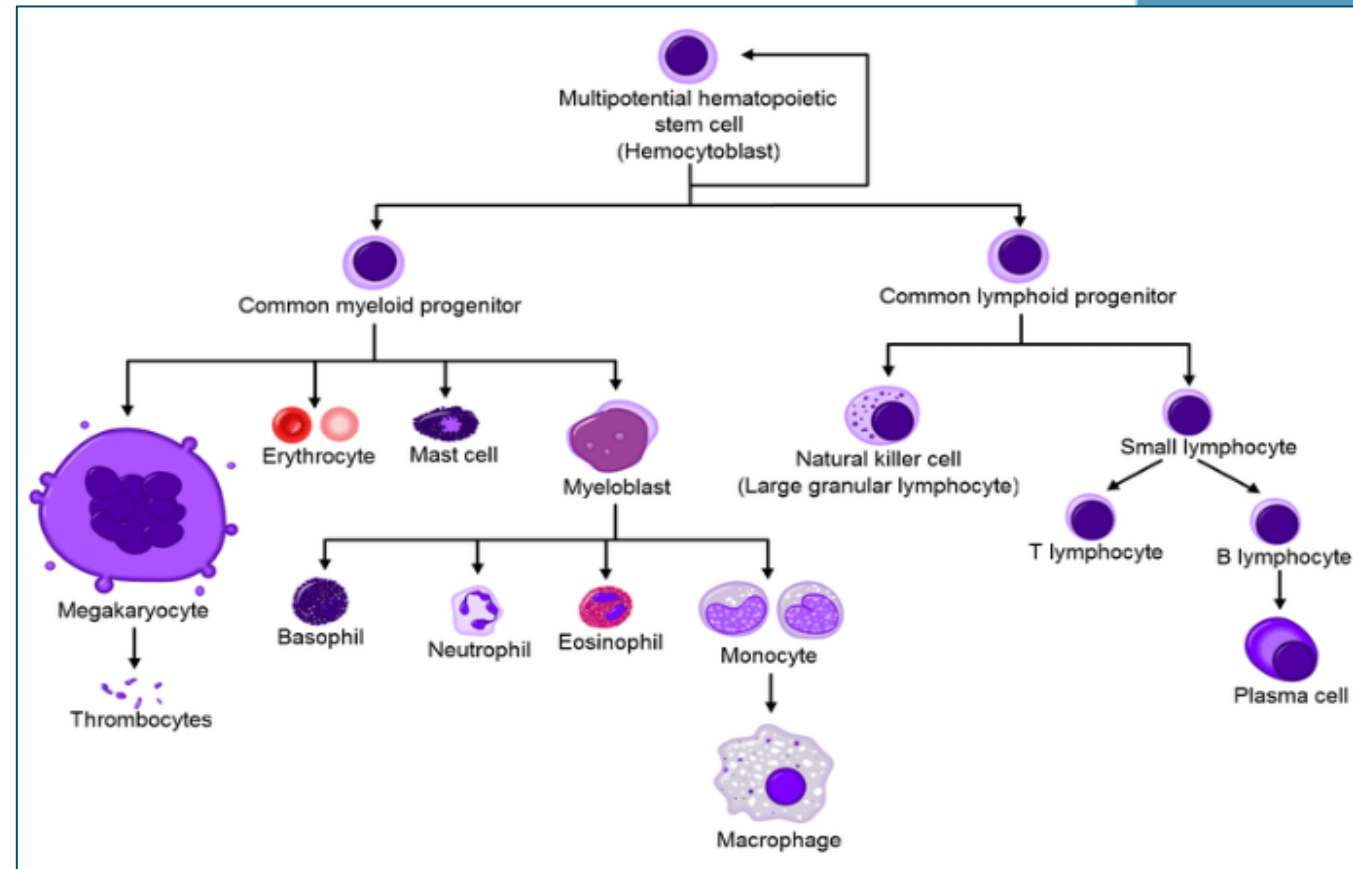 Multipotential hematopoietic
stem cell
(Hemocytoblast)
Common myeloid progenitor
Common lymphoid progenitor
Erythrocyte
Mast cell
Myeloblast
Natural killer cell
(Large granular lymphocyte)
Small lymphocyte
T lymphocyte
B lymphocyte
Megakaryocyte
Basophil
Neutrophil
Eosinophil
Monocyte
Plasma cell
Thrombocytes
Macrophage